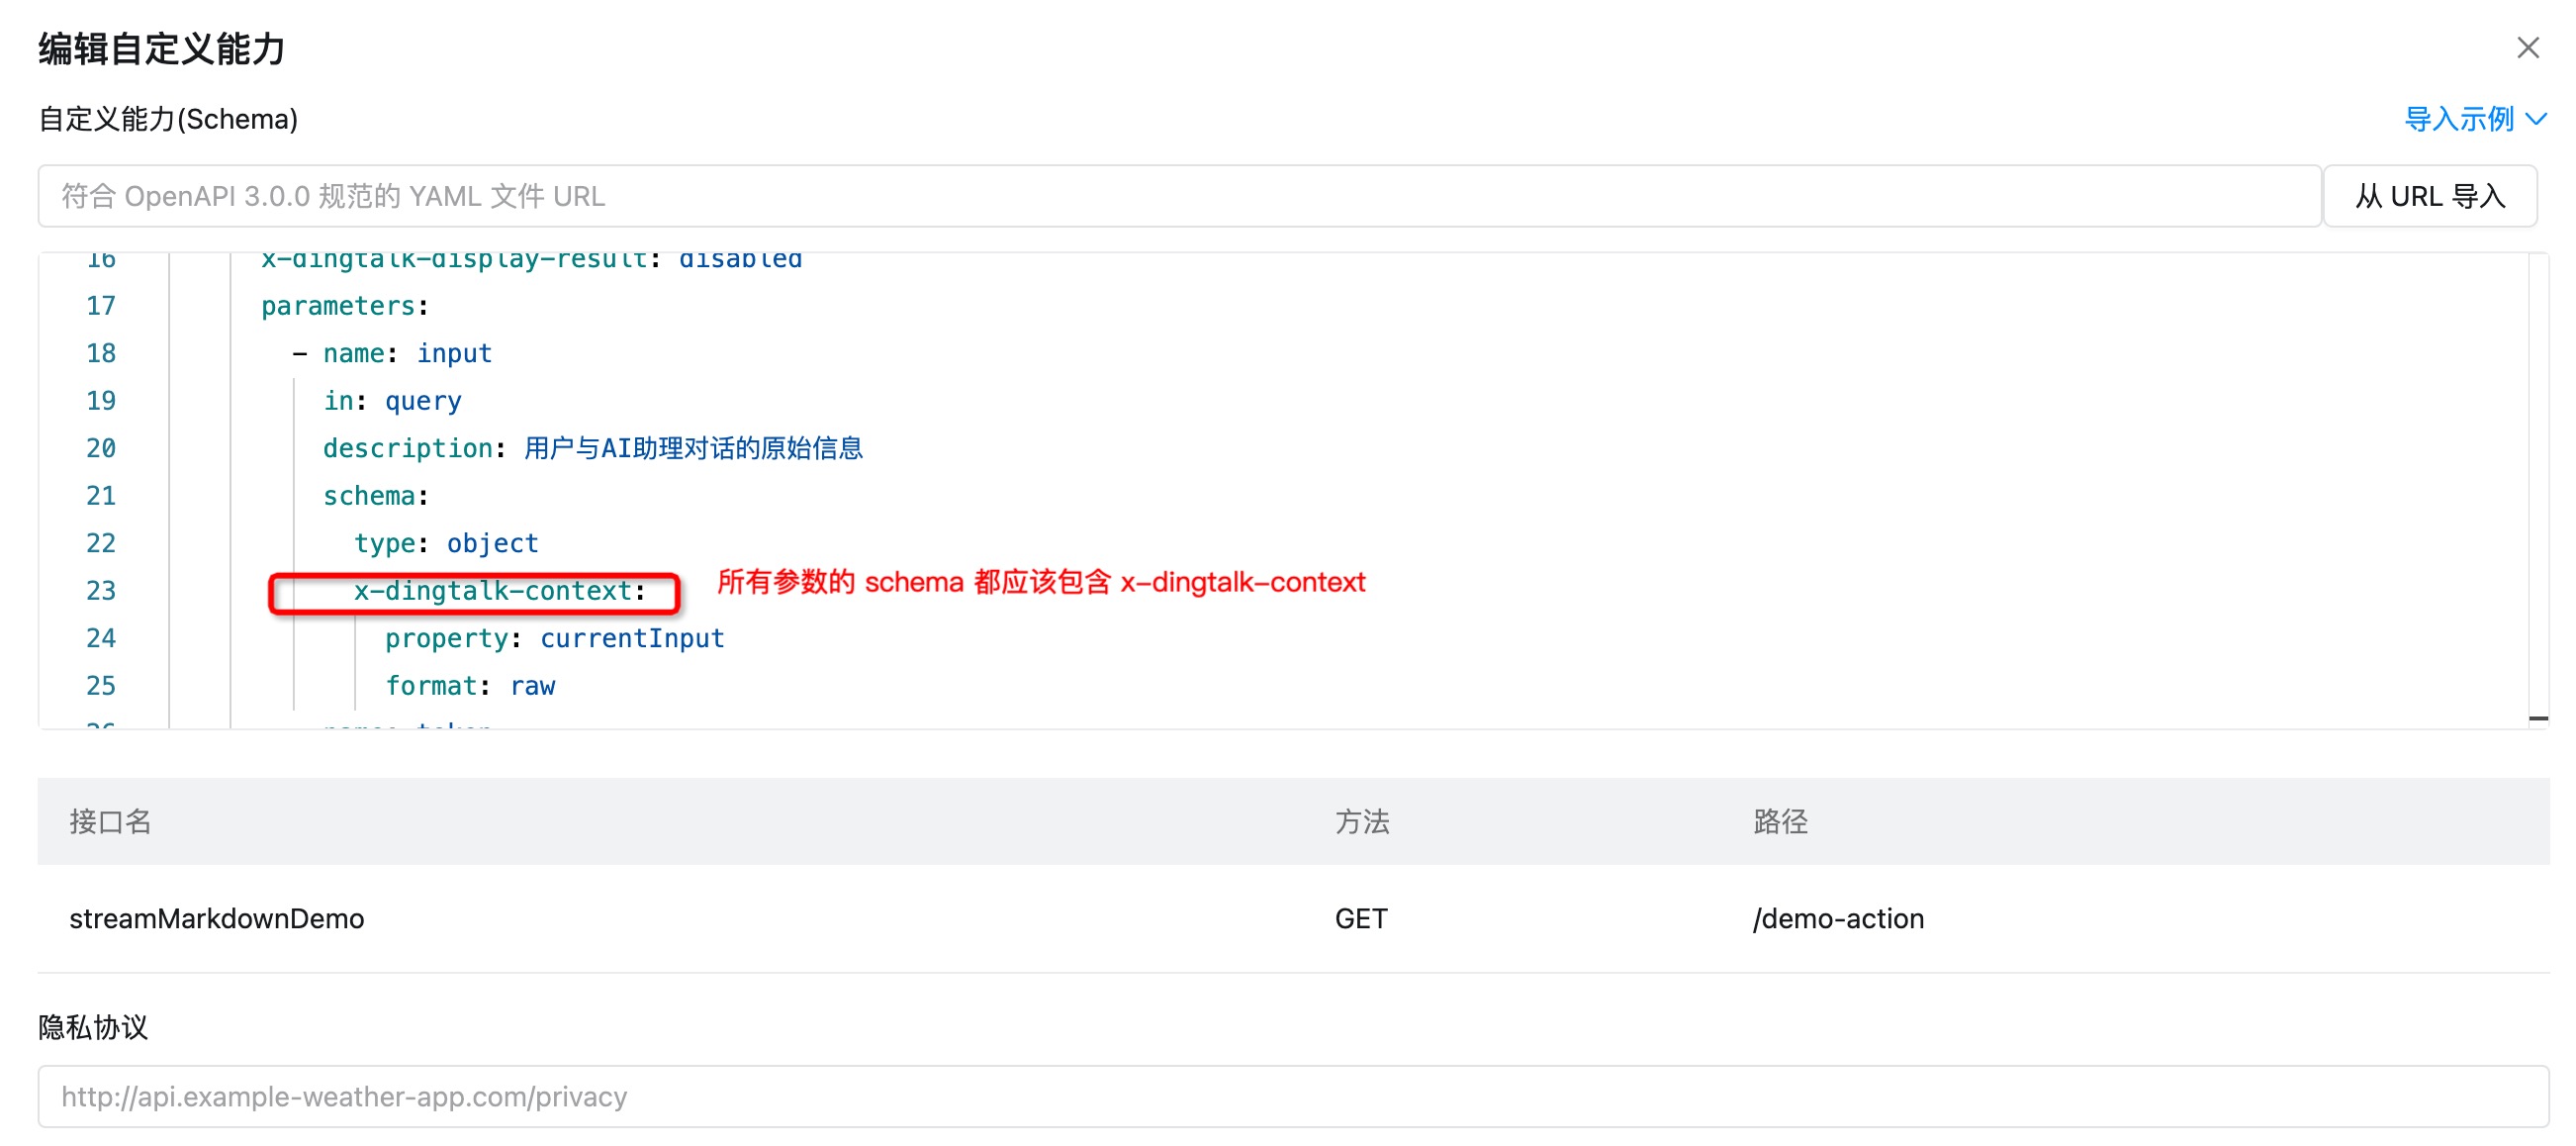 编辑自定义能力
自定义能力(Schema)
导入示例
符合 OpenAPI 3.0.0 规范的 YAML 文件 URL
从 URL 导入
16 x-dingtalk-display-result: disabled
17 parameters:
18 - name: input
19 in: query
20 description: 用户与AI助理对话的原始信息
21 schema:
22 type: object
23 x-dingtalk-context:
所有参数的 schema 都应该包含 x-dingtalk-context
24 property: currentInput
25 format: raw
接口名 方法 路径
streamMarkdownDemo GET /demo-action
隐私协议
http://api.example-weather-app.com/privacy